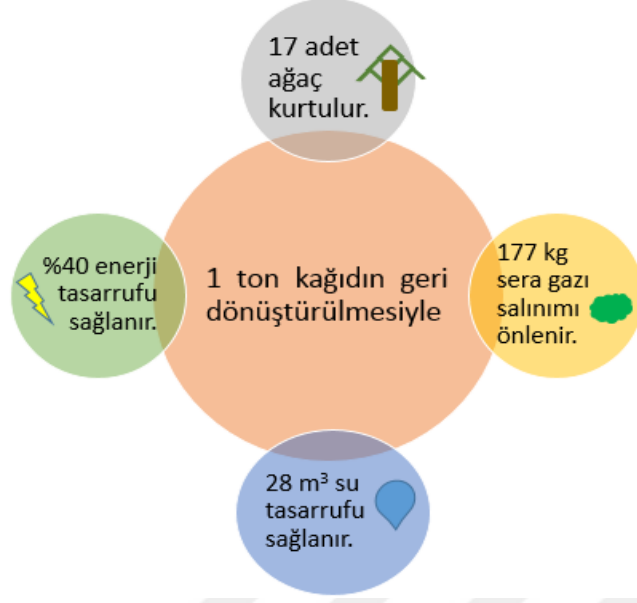 17 adet
ağaç
kurtulur.
%40 enerji
tasarrufu
sağlanır.
1 ton kağıdın geri
dönüştürülmesiyle
177 kg
sera gazı
salınımı
önlenir.
28 m³ su
tasarrufu
sağlanır.